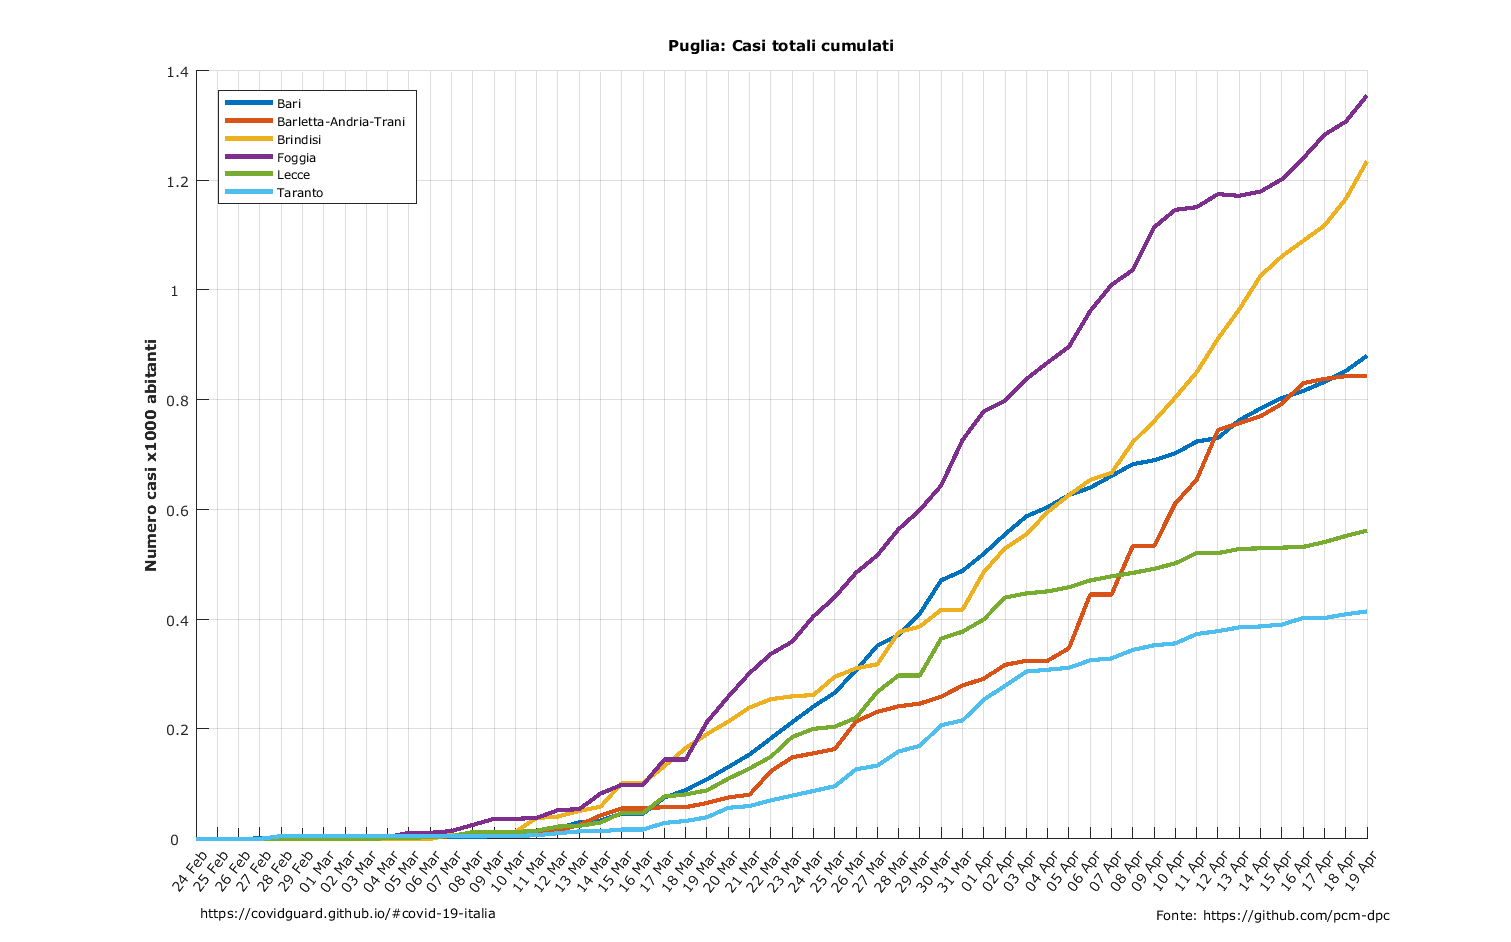 Puglia: Casi totali cumulati
1.4
1.2
1
0.8
0.6
0.4
0.2
0
Numero casi x1000 abitanti
Bari
Barletta-Andria-Trani
Brindisi
Foggia
Lecce
Taranto
24 Feb
25 Feb
26 Feb
27 Feb
28 Feb
29 Feb
01 Mar
02 Mar
03 Mar
04 Mar
05 Mar
06 Mar
07 Mar
08 Mar
09 Mar
10 Mar
11 Mar
12 Mar
13 Mar
14 Mar
15 Mar
16 Mar
17 Mar
18 Mar
19 Mar
20 Mar
21 Mar
22 Mar
23 Mar
24 Mar
25 Mar
26 Mar
27 Mar
28 Mar
29 Mar
30 Mar
31 Mar
01 Apr
02 Apr
03 Apr
04 Apr
05 Apr
06 Apr
07 Apr
08 Apr
09 Apr
10 Apr
11 Apr
12 Apr
13 Apr
14 Apr
15 Apr
16 Apr
17 Apr
18 Apr
19 Apr
https://covidguard.github.io/#covid-19-italia
Fonte: https://github.com/pcm-dpc